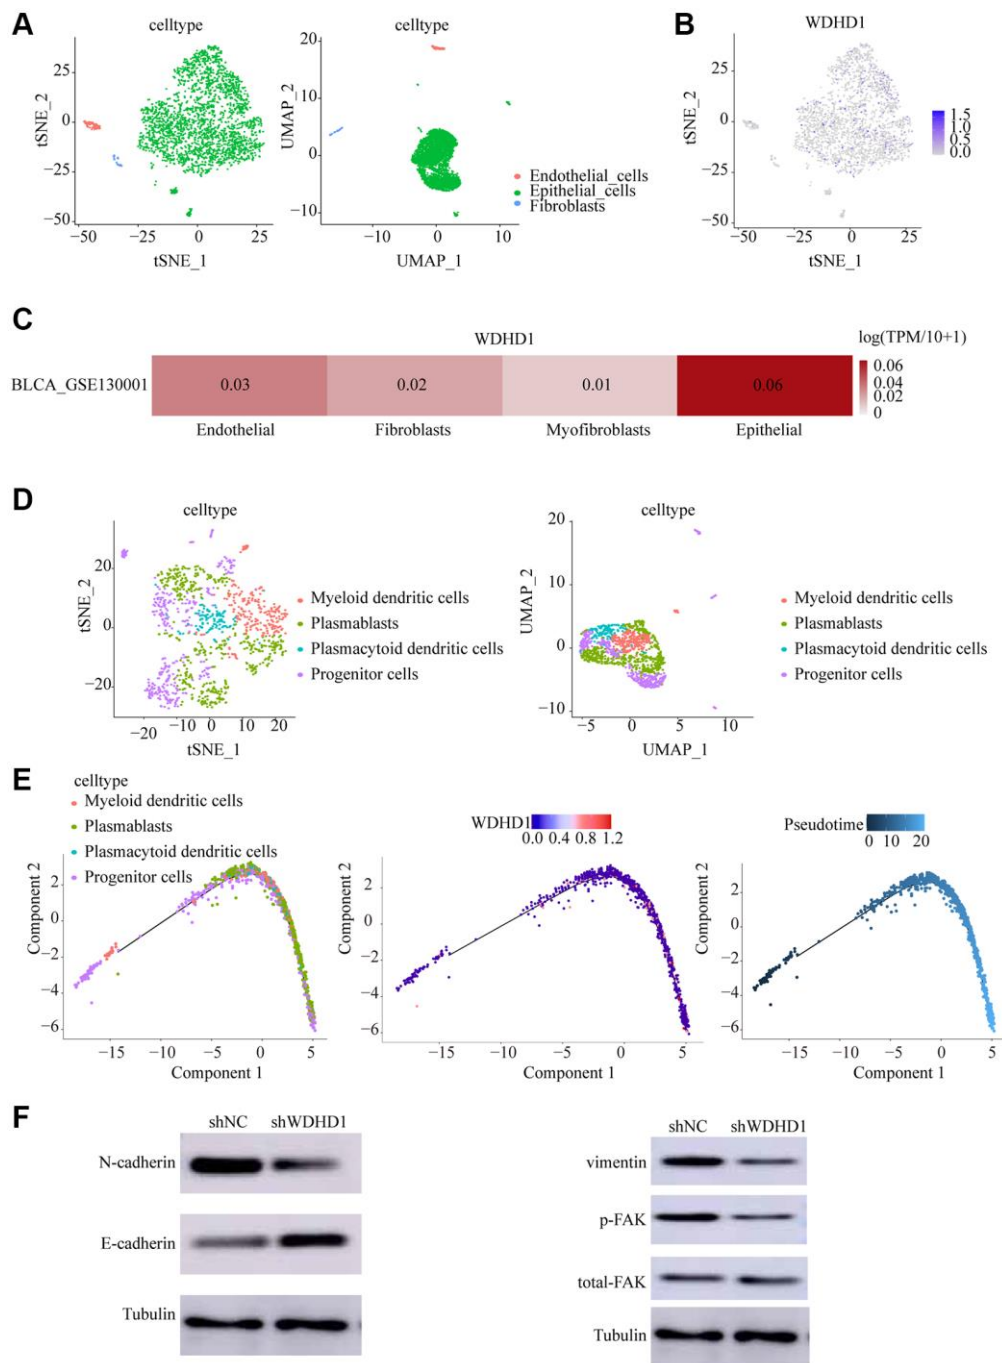 A
celltype
tSNE_2
25
0
−25
−50
−50
−25
0
25
tSNE_1
celltype
UMAP_2
20
10
0
−10
−10
0
10
UMAP_1
Endothelial_cells
Epithelial_cells
Fibroblasts
B
WDHD1
tSNE_2
25
0
−25
−50
−50
−25
0
25
tSNE_1
1.5
1.0
0.5
0.0
C
WDHD1
log(TPM/10+1)
BLCA_GSE130001
0.03
0.02
0.01
0.06
Endothelial
Fibroblasts
Myofibroblasts
Epithelial
0.06
0.04
0.02
0
D
celltype
tSNE_2
20
0
−20
−20
−10
0
10
20
tSNE_1
Myeloid dendritic cells
Plasmablasts
Plasmacytoid dendritic cells
Progenitor cells
celltype
UMAP_2
20
10
0
−10
−5
0
5
10
UMAP_1
Myeloid dendritic cells
Plasmablasts
Plasmacytoid dendritic cells
Progenitor cells
E
celltype
Myeloid dendritic cells
Plasmablasts
Plasmacytoid dendritic cells
Progenitor cells
Component 2
2
0
−2
−4
−6
−15
−10
−5
0
5
Component 1
WDHD1
0.0 0.4 0.8 1.2
Component 2
2
0
−2
−4
−6
−15
−10
−5
0
5
Component 1
Pseudotime
0 10 20
Component 2
2
0
−2
−4
−6
−15
−10
−5
0
5
Component 1
F
shNC shWDHD1
N-cadherin
E-cadherin
Tubulin
shNC shWDHD1
vimentin
p-FAK
total-FAK
Tubulin